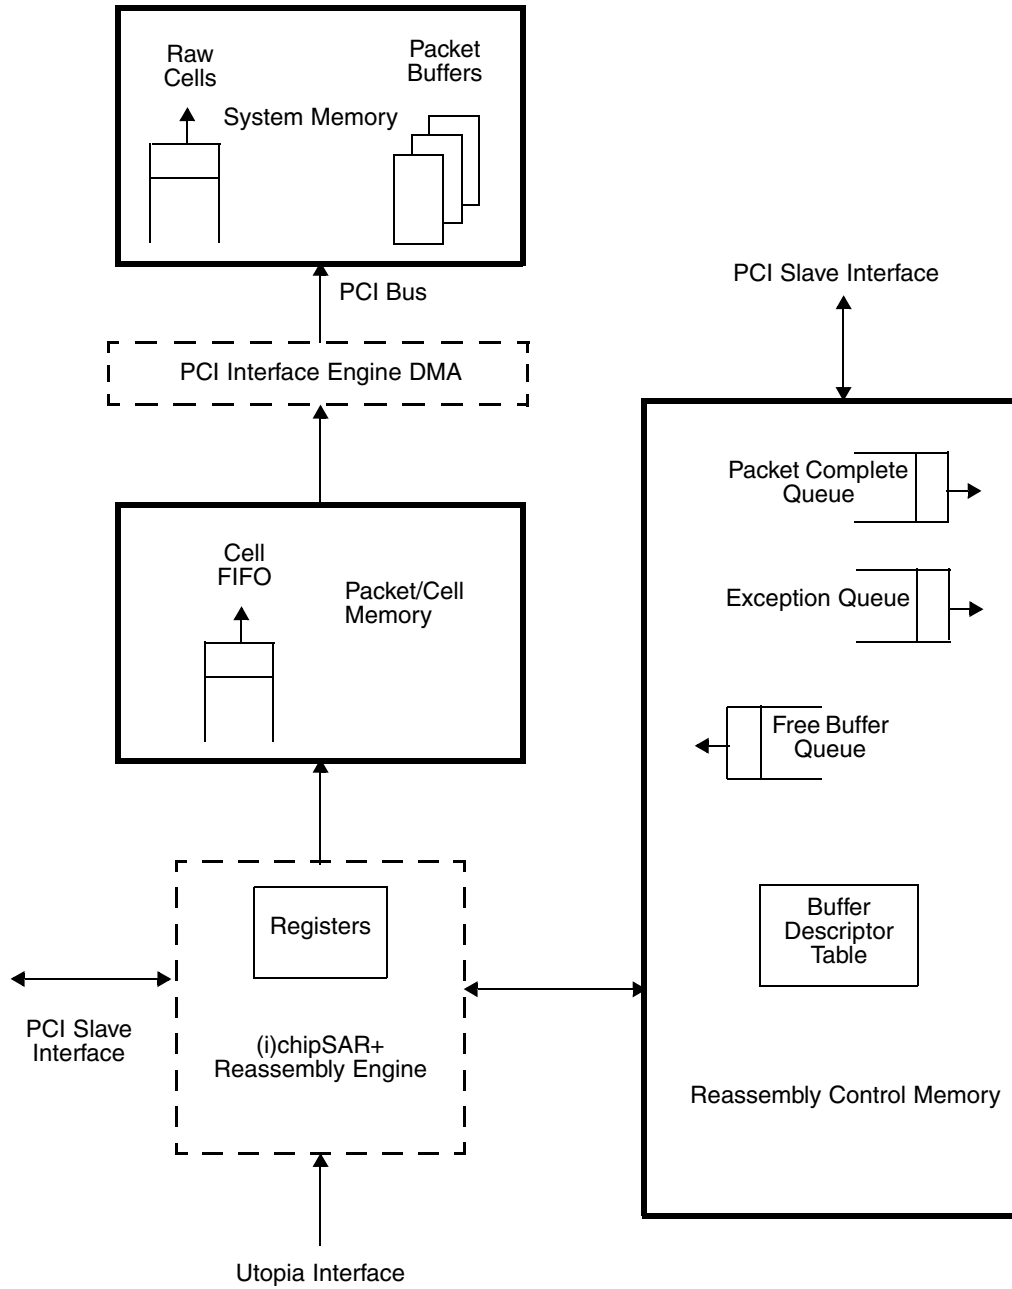 Raw
Cells
Packet
Buffers
System Memory
PCI Bus
PCI Slave Interface
PCI Interface Engine DMA
Packet Complete
Queue
Cell
FIFO
Packet/Cell
Memory
Exception Queue
Free Buffer
Queue
Registers
Buffer
Descriptor
Table
PCI Slave
Interface
(i)chipSAR+
Reassembly Engine
Reassembly Control Memory
Utopia Interface